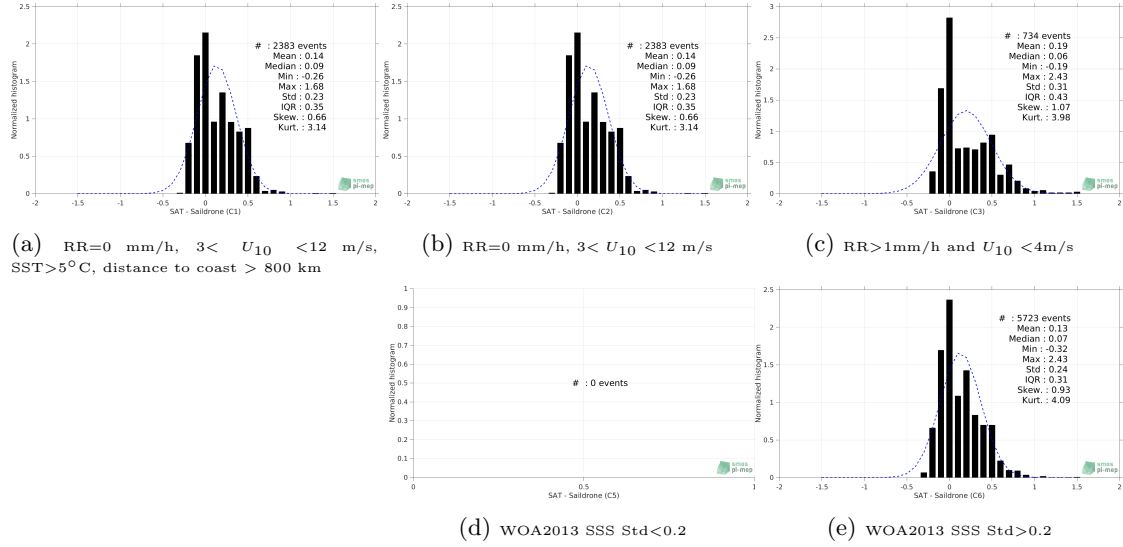 2.5
2
1.5
1
0.5
0
-2 -1.5 -1 -0.5 0 0.5 1 1.5 2
Normalized histogram
SAT - Saildrone (C1)
# : 2383 events
Mean : 0.14
Median : 0.09
Min : -0.26
Max : 1.68
Std : 0.23
IQR : 0.35
Skew. : 0.66
Kurt. : 3.14
smos
pi-mep
(a) RR=0 mm/h, 3< U10 <12 m/s,
SST>5°C, distance to coast > 800 km
2.5
2
1.5
1
0.5
0
-2 -1.5 -1 -0.5 0 0.5 1 1.5 2
Normalized histogram
SAT - Saildrone (C2)
# : 2383 events
Mean : 0.14
Median : 0.09
Min : -0.26
Max : 1.68
Std : 0.23
IQR : 0.35
Skew. : 0.66
Kurt. : 3.14
smos
pi-mep
(b) RR=0 mm/h, 3< U10 <12 m/s
3
2.5
2
1.5
1
0.5
0
-2 -1.5 -1 -0.5 0 0.5 1 1.5 2
Normalized histogram
SAT - Saildrone (C3)
# : 734 events
Mean : 0.19
Median : 0.06
Min : -0.19
Max : 2.43
Std : 0.31
IQR : 0.43
Skew. : 1.07
Kurt. : 3.98
smos
pi-mep
(c) RR>1mm/h and U10 <4m/s
1
0.9
0.8
0.7
0.6
0.5
0.4
0.3
0.2
0.1
0
0 0.5 1
Normalized histogram
SAT - Saildrone (C5)
# : 0 events
smos
pi-mep
(d) WOA2013 SSS Std<0.2
2.5
2
1.5
1
0.5
0
-2 -1.5 -1 -0.5 0 0.5 1 1.5 2
Normalized histogram
SAT - Saildrone (C6)
# : 5723 events
Mean : 0.13
Median : 0.07
Min : -0.32
Max : 2.43
Std : 0.24
IQR : 0.31
Skew. : 0.93
Kurt. : 4.09
smos
pi-mep
(e) WOA2013 SSS Std>0.2